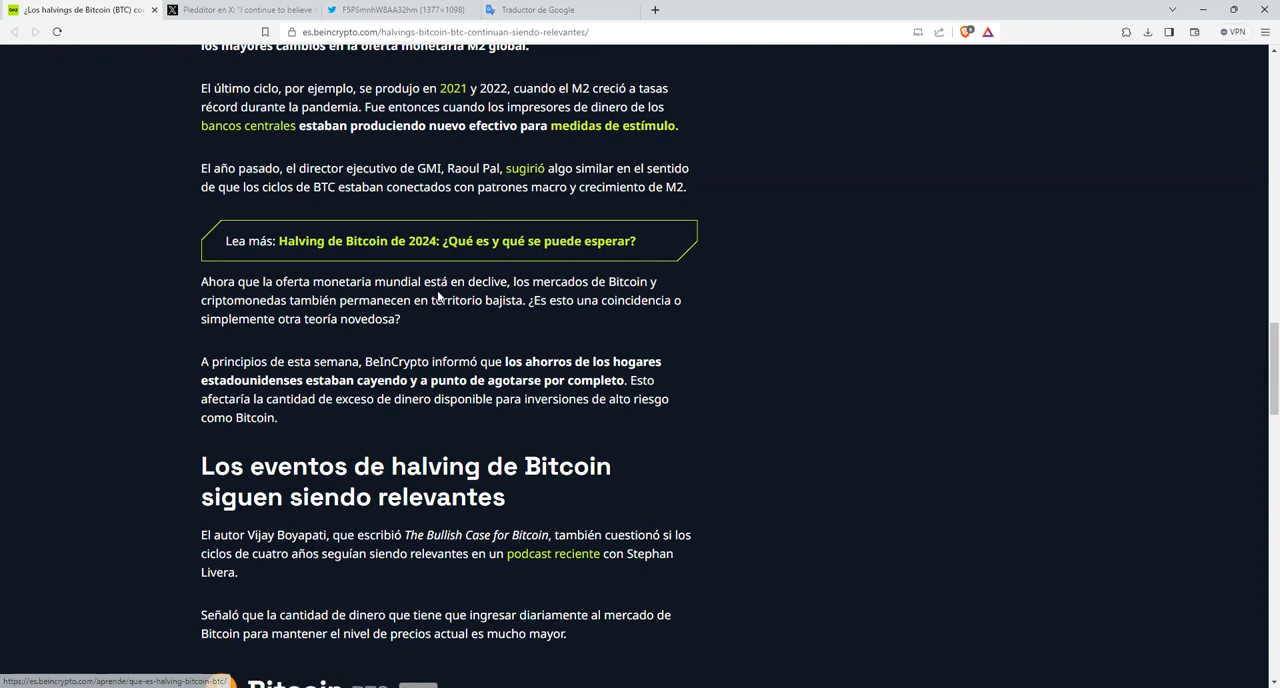 ¿Los halvings de Bitcoin (BTC) co
Pledditor en X: "I continue to believe
F5PSmnhW8AA32hm (1377×1098)
Traductor de Google
es.beincrypto.com/halvings-bitcoin-btc-continuan-siendo-relevantes/
VPN
los mayores cambios en la oferta monetaria M2 global.
El último ciclo, por ejemplo, se produjo en 2021 y 2022, cuando el M2 creció a tasas
récord durante la pandemia. Fue entonces cuando los impresores de dinero de los
bancos centrales estaban produciendo nuevo efectivo para medidas de estímulo.
El año pasado, el director ejecutivo de GMI, Raoul Pal, sugirió algo similar en el sentido
de que los ciclos de BTC estaban conectados con patrones macro y crecimiento de M2.
Lea más: Halving de Bitcoin de 2024: ¿Qué es y qué se puede esperar?
Ahora que la oferta monetaria mundial está en declive, los mercados de Bitcoin y
criptomonedas también permanecen en territorio bajista. ¿Es esto una coincidencia o
simplemente otra teoría novedosa?
A principios de esta semana, BeInCrypto informó que los ahorros de los hogares
estadounidenses estaban cayendo y a punto de agotarse por completo. Esto
afectaría la cantidad de exceso de dinero disponible para inversiones de alto riesgo
como Bitcoin.
Los eventos de halving de Bitcoin
siguen siendo relevantes
El autor Vijay Boyapati, que escribió The Bullish Case for Bitcoin, también cuestionó si los
ciclos de cuatro años seguían siendo relevantes en un podcast reciente con Stephan
Livera.
Señaló que la cantidad de dinero que tiene que ingresar diariamente al mercado de
Bitcoin para mantener el nivel de precios actual es mucho mayor.
https://es.beincrypto.com/aprende/que-es-halving-bitcoin-btc/
Bitcoin BTC